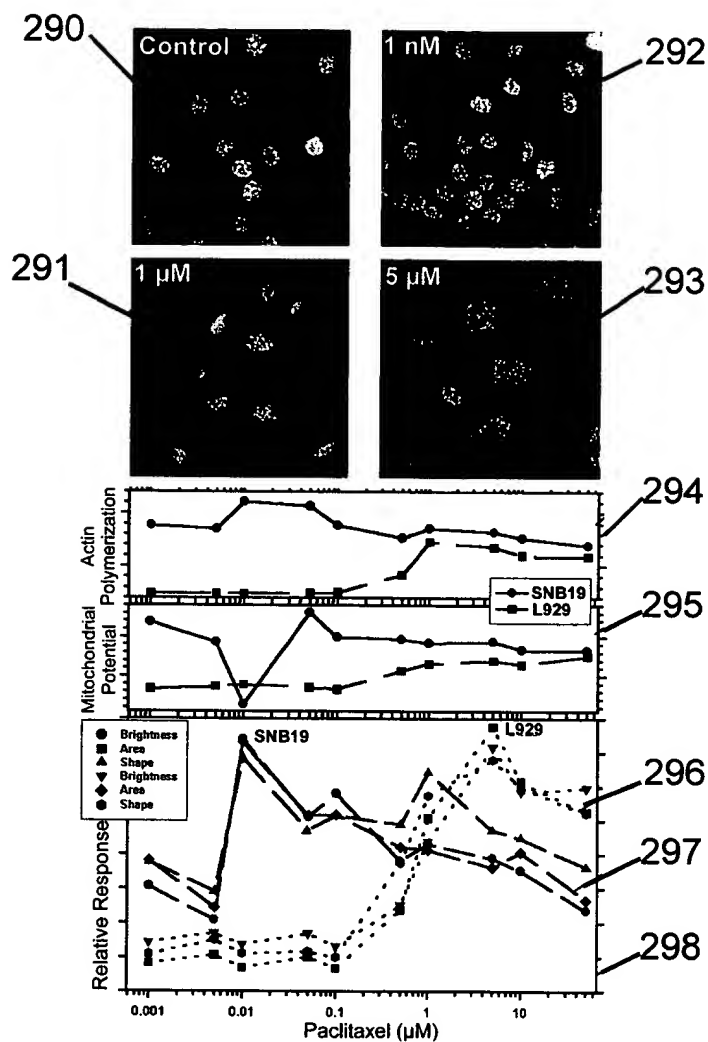 290
Control
1 nM
292
291
1 µM
5 µM
293
Actin
Polymerization
294
SNB19
L929
Mitochondrial
Potential
295
Brightness
Area
Shape
Brightness
Area
Shape
SNB19
L929
296
297
298
Relative Response
0.001
0.01
0.1
1
10
Paclitaxel (µM)